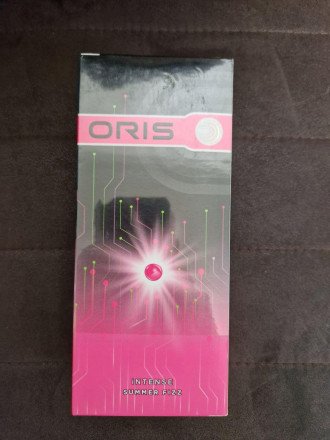 ORIS
INTENSE
SUMMER FIZZ